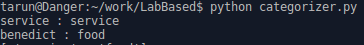 tarun@Danger:~/work/LabBased$ python categorizer.py
service : service
benedict : food